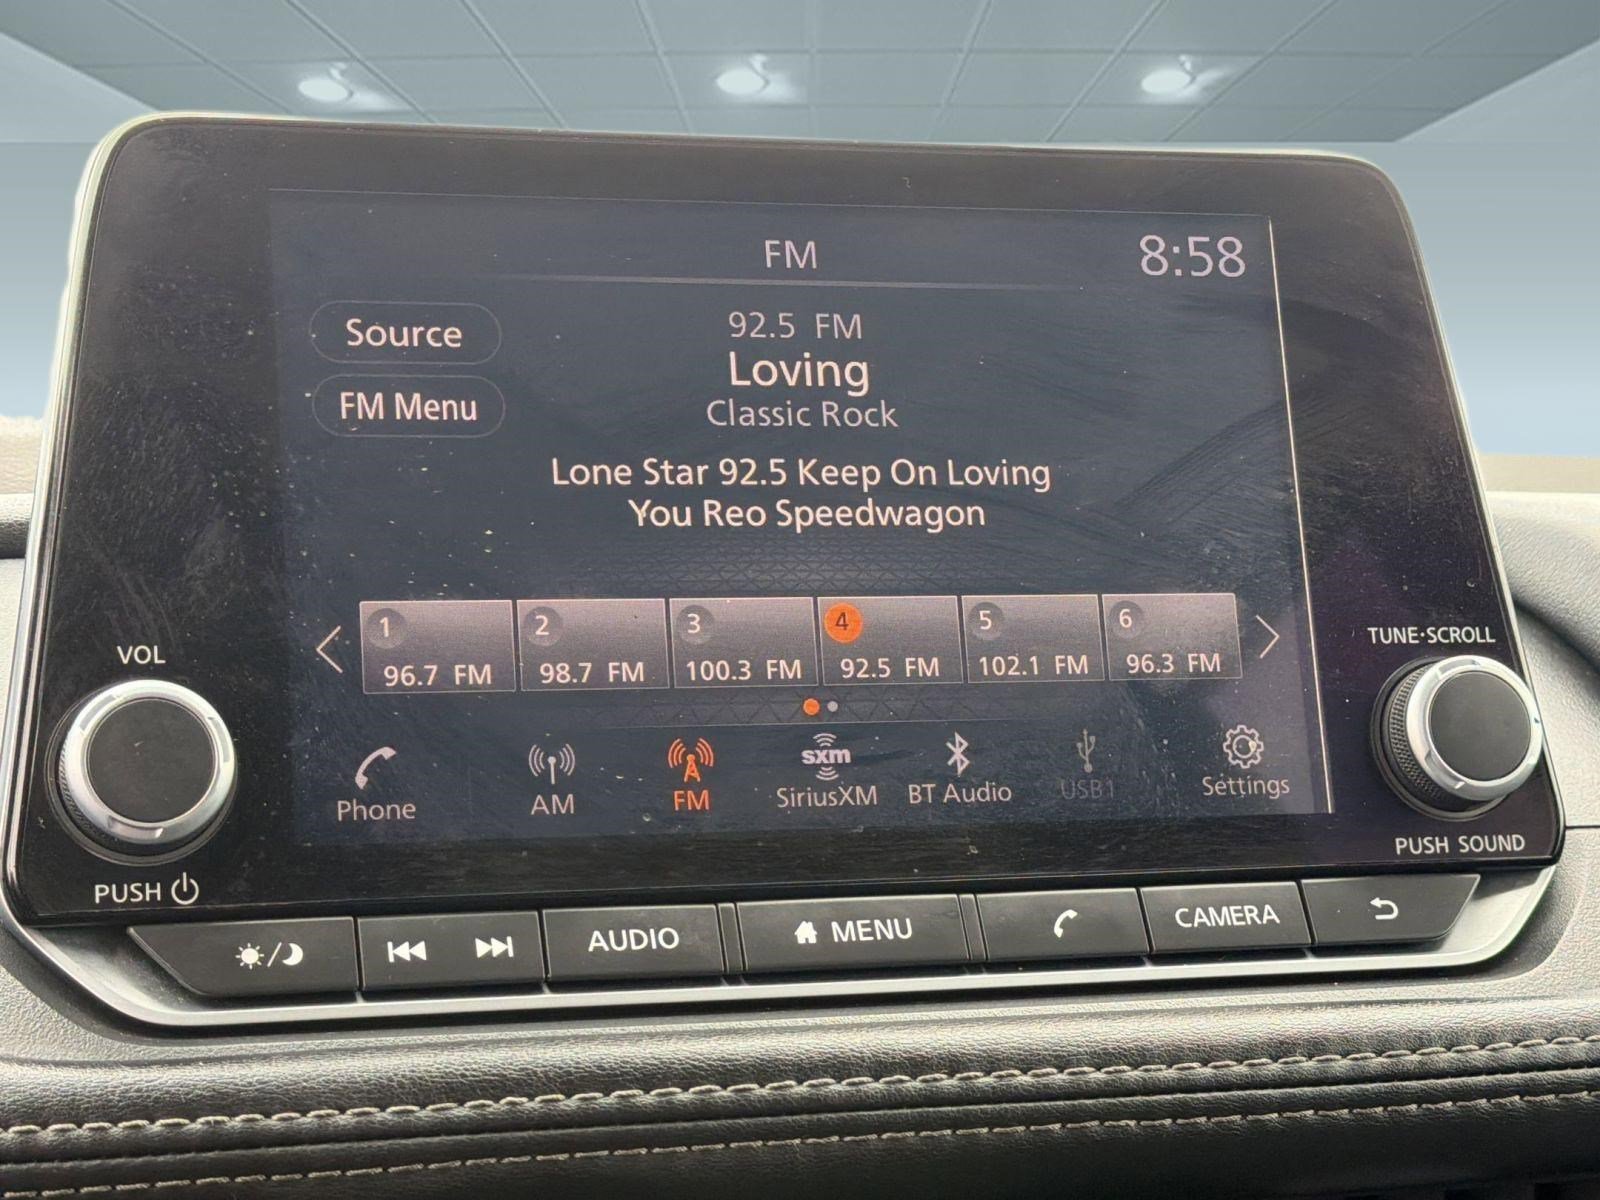 FM
8:58
Source
92.5 FM
Loving
FM Menu
Classic Rock
Lone Star 92.5 Keep On Loving
You Reo Speedwagon
1
2
3
4
5
6
96.7 FM
98.7 FM
100.3 FM
92.5 FM
102.1 FM
96.3 FM
VOL
TUNE·SCROLL
Phone
AM
FM
sxm
SiriusXM
BT Audio
USB1
Settings
PUSH
PUSH SOUND
AUDIO
MENU
CAMERA